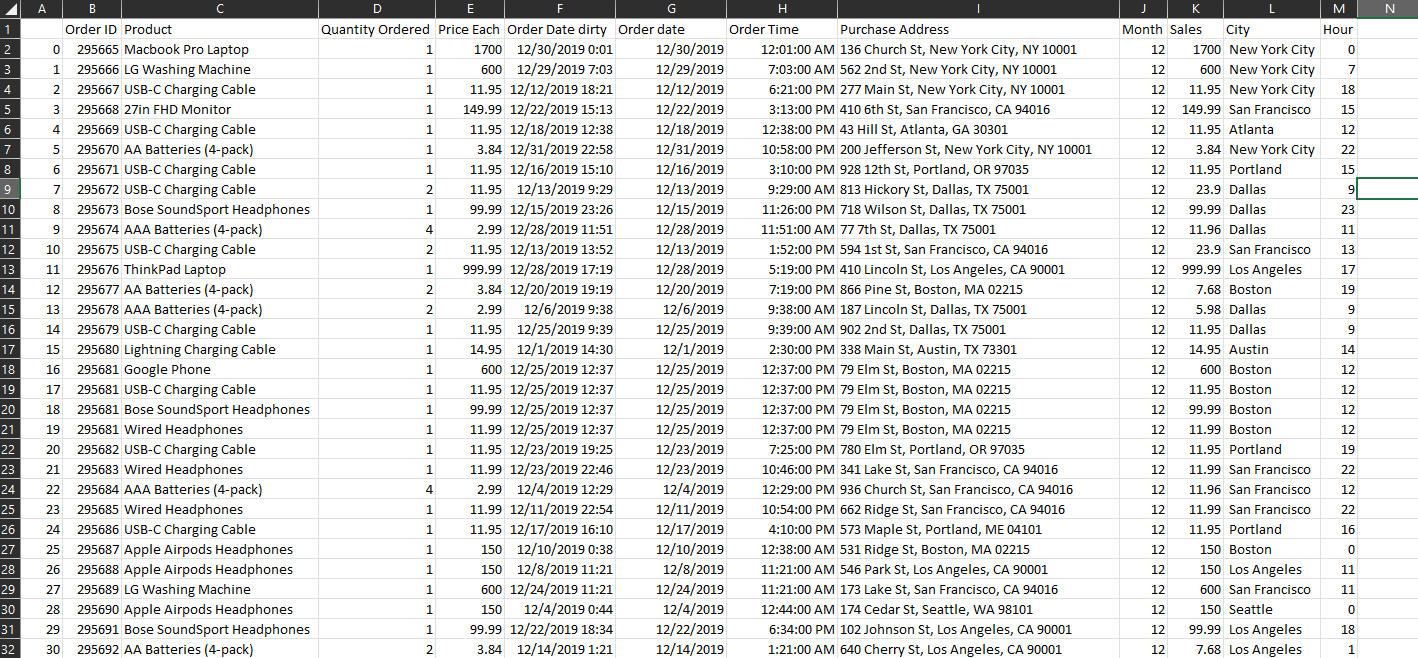 A B C D E F G H I J K L M N
1 Order ID Product Quantity Ordered Price Each Order Date dirty Order date Order Time Purchase Address Month Sales City Hour
2 0 295665 Macbook Pro Laptop 1 1700 12/30/2019 0:01 12/30/2019 12:01:00 AM 136 Church St, New York City, NY 10001 12 1700 New York City 0
3 1 295666 LG Washing Machine 1 600 12/29/2019 7:03 12/29/2019 7:03:00 AM 562 2nd St, New York City, NY 10001 12 600 New York City 7
4 2 295667 USB-C Charging Cable 1 11.95 12/12/2019 18:21 12/12/2019 6:21:00 PM 277 Main St, New York City, NY 10001 12 11.95 New York City 18
5 3 295668 27in FHD Monitor 1 149.99 12/22/2019 15:13 12/22/2019 3:13:00 PM 410 6th St, San Francisco, CA 94016 12 149.99 San Francisco 15
6 4 295669 USB-C Charging Cable 1 11.95 12/18/2019 12:38 12/18/2019 12:38:00 PM 43 Hill St, Atlanta, GA 30301 12 11.95 Atlanta 12
7 5 295670 AA Batteries (4-pack) 1 3.84 12/31/2019 22:58 12/31/2019 10:58:00 PM 200 Jefferson St, New York City, NY 10001 12 3.84 New York City 22
8 6 295671 USB-C Charging Cable 1 11.95 12/16/2019 15:10 12/16/2019 3:10:00 PM 928 12th St, Portland, OR 97035 12 11.95 Portland 15
9 7 295672 USB-C Charging Cable 2 11.95 12/13/2019 9:29 12/13/2019 9:29:00 AM 813 Hickory St, Dallas, TX 75001 12 23.9 Dallas 9
10 8 295673 Bose SoundSport Headphones 1 99.99 12/15/2019 23:26 12/15/2019 11:26:00 PM 718 Wilson St, Dallas, TX 75001 12 99.99 Dallas 23
11 9 295674 AAA Batteries (4-pack) 4 2.99 12/28/2019 11:51 12/28/2019 11:51:00 AM 77 7th St, Dallas, TX 75001 12 11.96 Dallas 11
12 10 295675 USB-C Charging Cable 2 11.95 12/13/2019 13:52 12/13/2019 1:52:00 PM 594 1st St, San Francisco, CA 94016 12 23.9 San Francisco 13
13 11 295676 ThinkPad Laptop 1 999.99 12/28/2019 17:19 12/28/2019 5:19:00 PM 410 Lincoln St, Los Angeles, CA 90001 12 999.99 Los Angeles 17
14 12 295677 AA Batteries (4-pack) 2 3.84 12/20/2019 19:19 12/20/2019 7:19:00 PM 866 Pine St, Boston, MA 02215 12 7.68 Boston 19
15 13 295678 AAA Batteries (4-pack) 2 2.99 12/6/2019 9:38 12/6/2019 9:38:00 AM 187 Lincoln St, Dallas, TX 75001 12 5.98 Dallas 9
16 14 295679 USB-C Charging Cable 1 11.95 12/25/2019 9:39 12/25/2019 9:39:00 AM 902 2nd St, Dallas, TX 75001 12 11.95 Dallas 9
17 15 295680 Lightning Charging Cable 1 14.95 12/1/2019 14:30 12/1/2019 2:30:00 PM 338 Main St, Austin, TX 73301 12 14.95 Austin 14
18 16 295681 Google Phone 1 600 12/25/2019 12:37 12/25/2019 12:37:00 PM 79 Elm St, Boston, MA 02215 12 600 Boston 12
19 17 295681 USB-C Charging Cable 1 11.95 12/25/2019 12:37 12/25/2019 12:37:00 PM 79 Elm St, Boston, MA 02215 12 11.95 Boston 12
20 18 295681 Bose SoundSport Headphones 1 99.99 12/25/2019 12:37 12/25/2019 12:37:00 PM 79 Elm St, Boston, MA 02215 12 99.99 Boston 12
21 19 295681 Wired Headphones 1 11.99 12/25/2019 12:37 12/25/2019 12:37:00 PM 79 Elm St, Boston, MA 02215 12 11.99 Boston 12
22 20 295682 USB-C Charging Cable 1 11.95 12/23/2019 19:25 12/23/2019 7:25:00 PM 780 Elm St, Portland, OR 97035 12 11.95 Portland 19
23 21 295683 Wired Headphones 1 11.99 12/23/2019 22:46 12/23/2019 10:46:00 PM 341 Lake St, San Francisco, CA 94016 12 11.99 San Francisco 22
24 22 295684 AAA Batteries (4-pack) 4 2.99 12/4/2019 12:29 12/4/2019 12:29:00 PM 936 Church St, San Francisco, CA 94016 12 11.96 San Francisco 12
25 23 295685 Wired Headphones 1 11.99 12/11/2019 22:54 12/11/2019 10:54:00 PM 662 Ridge St, San Francisco, CA 94016 12 11.99 San Francisco 22
26 24 295686 USB-C Charging Cable 1 11.95 12/17/2019 16:10 12/17/2019 4:10:00 PM 573 Maple St, Portland, ME 04101 12 11.95 Portland 16
27 25 295687 Apple Airpods Headphones 1 150 12/10/2019 0:38 12/10/2019 12:38:00 AM 531 Ridge St, Boston, MA 02215 12 150 Boston 0
28 26 295688 Apple Airpods Headphones 1 150 12/8/2019 11:21 12/8/2019 11:21:00 AM 546 Park St, Los Angeles, CA 90001 12 150 Los Angeles 11
29 27 295689 LG Washing Machine 1 600 12/24/2019 11:21 12/24/2019 11:21:00 AM 173 Lake St, San Francisco, CA 94016 12 600 San Francisco 11
30 28 295690 Apple Airpods Headphones 1 150 12/4/2019 0:44 12/4/2019 12:44:00 AM 174 Cedar St, Seattle, WA 98101 12 150 Seattle 0
31 29 295691 Bose SoundSport Headphones 1 99.99 12/22/2019 18:34 12/22/2019 6:34:00 PM 102 Johnson St, Los Angeles, CA 90001 12 99.99 Los Angeles 18
32 30 295692 AA Batteries (4-pack) 2 3.84 12/14/2019 1:21 12/14/2019 1:21:00 AM 640 Cherry St, Los Angeles, CA 90001 12 7.68 Los Angeles 1